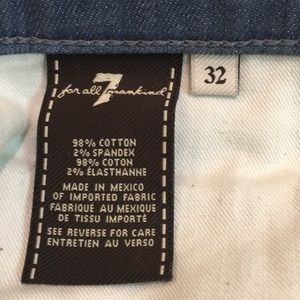 for all 7 mankind
32
98% COTTON
2% SPANDEX
98% COTON
2% ÉLASTHANNE
MADE IN MEXICO
OF IMPORTED FABRIC
FABRIQUÉ AU MEXIQUE
DE TISSU IMPORTÉ
SEE REVERSE FOR CARE
ENTRETIEN AU VERSO